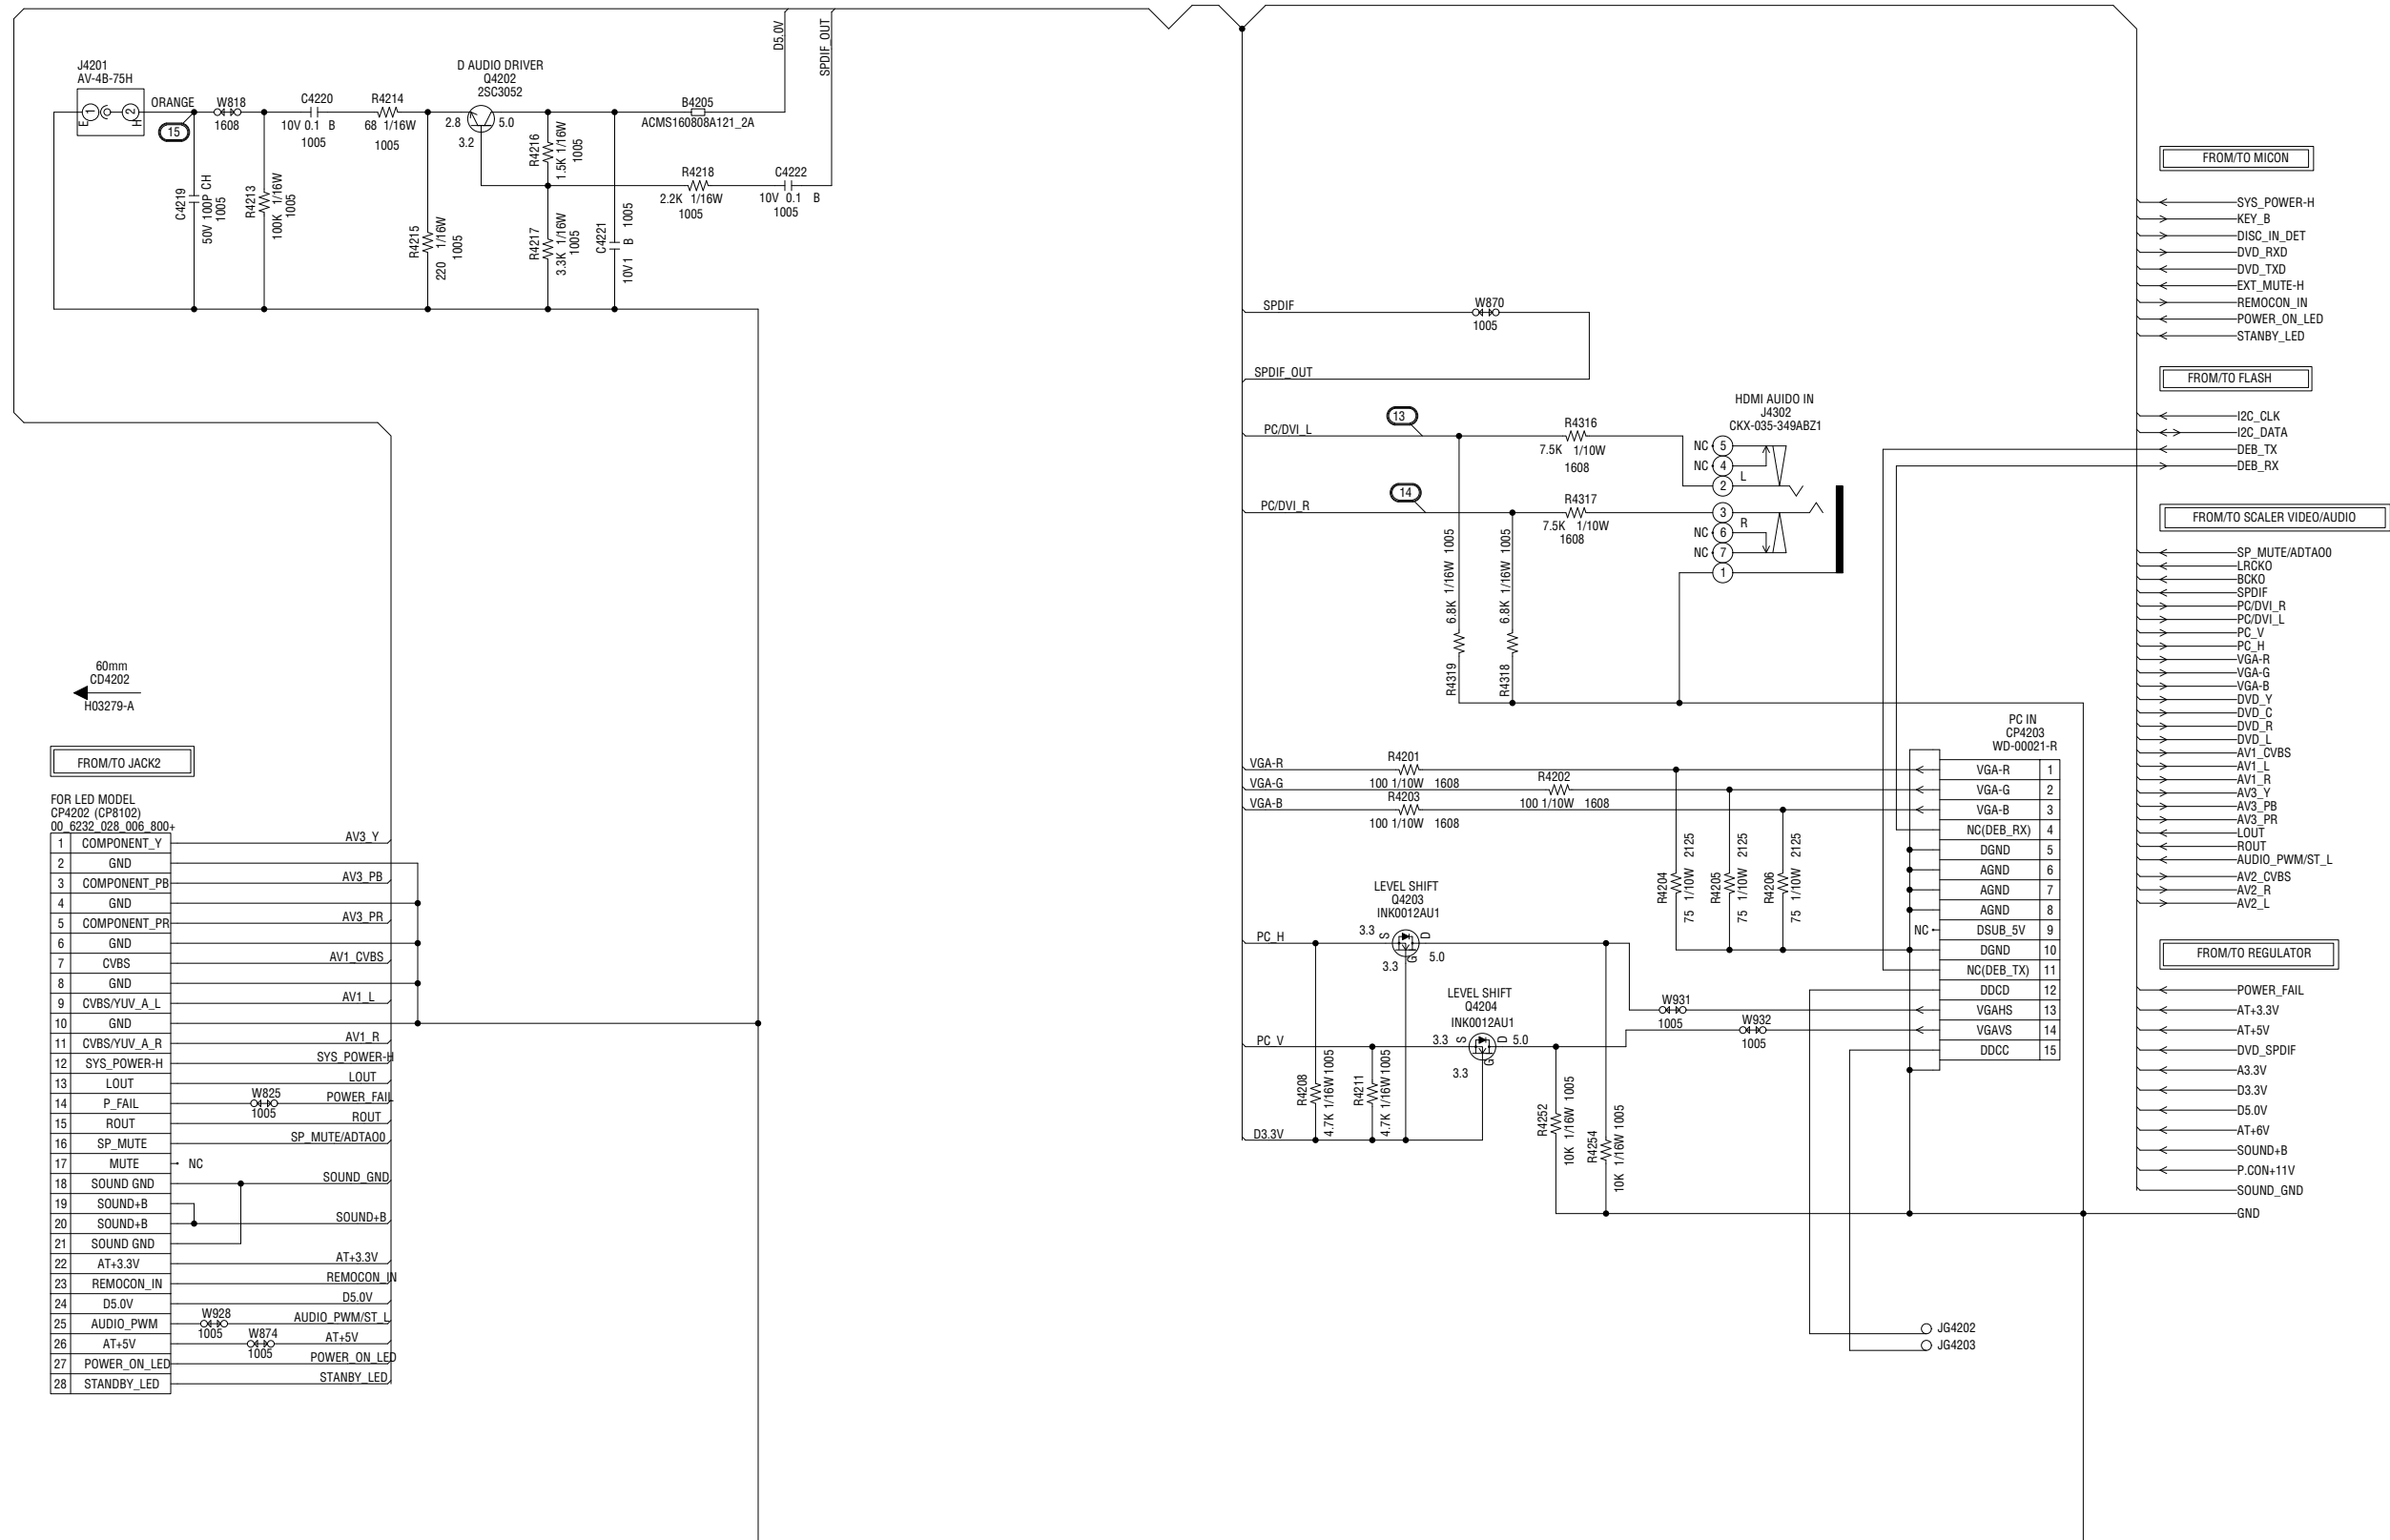 J4201
AV-4B-75H
E
1
2
H
ORANGE
15
W818
1608
C4220
10V 0.1 B
1005
R4214
68 1/16W
1005
D AUDIO DRIVER
Q4202
2SC3052
2.8
5.0
3.2
C4219
50V 100P CH
1005
R4213
100K 1/16W
1005
R4215
220 1/16W
1005
R4216
1.5K 1/16W
1005
R4217
3.3K 1/16W
1005
C4221
10V1 B 1005
B4205
ACMS160808A121_2A
R4218
2.2K 1/16W
1005
C4222
10V 0.1 B
1005
D5.0V
SPDIF_OUT
60mm
CD4202
H03279-A
FROM/TO JACK2
FOR LED MODEL
CP4202 (CP8102)
00_6232_028_006_800+
1 COMPONENT_Y AV3_Y
2 GND
3 COMPONENT_PB AV3_PB
4 GND
5 COMPONENT_PR AV3_PR
6 GND
7 CVBS AV1_CVBS
8 GND
9 CVBS/YUV_A_L AV1_L
10 GND
11 CVBS/YUV_A_R AV1_R
12 SYS_POWER-H SYS_POWER-H
13 LOUT LOUT
14 P_FAIL W825 1005 POWER_FAIL
15 ROUT ROUT
16 SP_MUTE SP_MUTE/ADTAO0
17 MUTE NC
18 SOUND GND SOUND_GND
19 SOUND+B
20 SOUND+B SOUND+B
21 SOUND GND
22 AT+3.3V AT+3.3V
23 REMOCON_IN REMOCON_IN
24 D5.0V D5.0V
25 AUDIO_PWM W928 1005 AUDIO_PWM/ST_L
26 AT+5V W874 1005 AT+5V
27 POWER_ON_LED POWER_ON_LED
28 STANDBY_LED STANBY_LED
SPDIF
W870
1005
SPDIF_OUT
PC/DVI_L
13
R4316
7.5K 1/10W
1608
PC/DVI_R
14
R4317
7.5K 1/10W
1608
HDMI AUIDO IN
J4302
CKX-035-349ABZ1
NC 5
NC 4
2 L
3 R
NC 6
NC 7
1
R4319
6.8K 1/16W 1005
R4318
6.8K 1/16W 1005
VGA-R
R4201
100 1/10W 1608
VGA-G
R4202
100 1/10W 1608
VGA-B
R4203
100 1/10W 1608
R4204
75 1/10W 2125
R4205
75 1/10W 2125
R4206
75 1/10W 2125
LEVEL SHIFT
Q4203
INK0012AU1
PC_H
3.3 S D
3.3 G 5.0
LEVEL SHIFT
Q4204
INK0012AU1
PC_V
3.3 S D 5.0
3.3 G
D3.3V
R4208
4.7K 1/16W 1005
R4211
4.7K 1/16W 1005
R4252
10K 1/16W 1005
R4254
10K 1/16W 1005
W931
1005
W932
1005
PC IN
CP4203
WD-00021-R
VGA-R 1
VGA-G 2
VGA-B 3
NC(DEB_RX) 4
DGND 5
AGND 6
AGND 7
AGND 8
NC DSUB_5V 9
DGND 10
NC(DEB_TX) 11
DDCD 12
VGAHS 13
VGAVS 14
DDCC 15
JG4202
JG4203
FROM/TO MICON
SYS_POWER-H
KEY_B
DISC_IN_DET
DVD_RXD
DVD_TXD
EXT_MUTE-H
REMOCON_IN
POWER_ON_LED
STANBY_LED
FROM/TO FLASH
I2C_CLK
I2C_DATA
DEB_TX
DEB_RX
FROM/TO SCALER VIDEO/AUDIO
SP_MUTE/ADTAO0
LRCKO
BCKO
SPDIF
PC/DVI_R
PC/DVI_L
PC_V
PC_H
VGA-R
VGA-G
VGA-B
DVD_Y
DVD_C
DVD_R
DVD_L
AV1_CVBS
AV1_L
AV1_R
AV3_Y
AV3_PB
AV3_PR
LOUT
ROUT
AUDIO_PWM/ST_L
AV2_CVBS
AV2_R
AV2_L
FROM/TO REGULATOR
POWER_FAIL
AT+3.3V
AT+5V
DVD_SPDIF
A3.3V
D3.3V
D5.0V
AT+6V
SOUND+B
P.CON+11V
SOUND_GND
GND